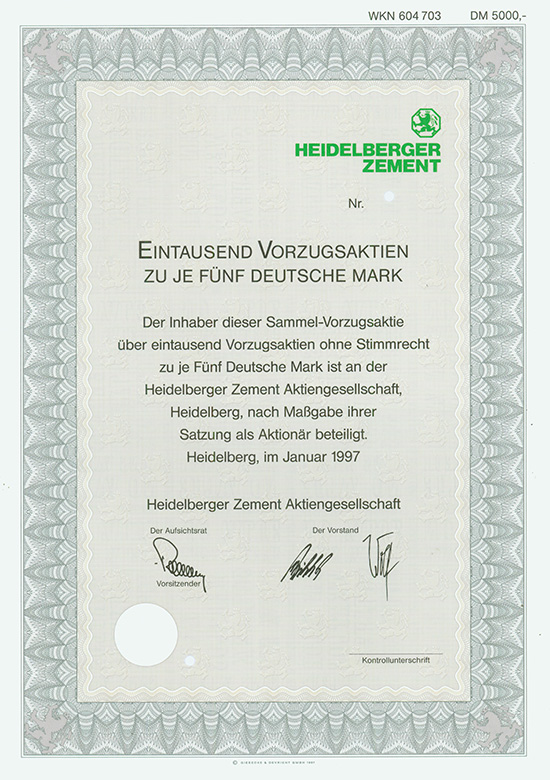 WKN 604 703 DM 5000,-
HEIDELBERGER
ZEMENT
Nr.
EINTAUSEND VORZUGSAKTIEN
ZU JE FÜNF DEUTSCHE MARK
Der Inhaber dieser Sammel-Vorzugsaktie
über eintausend Vorzugsaktien ohne Stimmrecht
zu je Fünf Deutsche Mark ist an der
Heidelberger Zement Aktiengesellschaft,
Heidelberg, nach Maßgabe ihrer
Satzung als Aktionär beteiligt.
Heidelberg, im Januar 1997
Heidelberger Zement Aktiengesellschaft
Der Aufsichtsrat Der Vorstand
Vorsitzender
Kontrollunterschrift